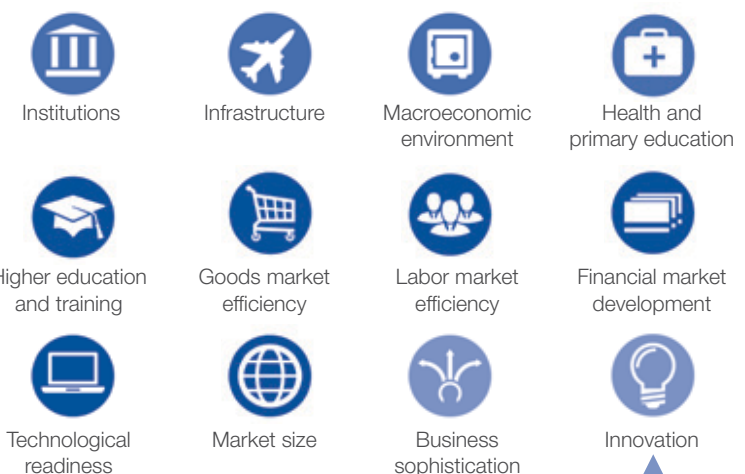 Institutions
Infrastructure
Macroeconomic
environment
Health and
primary education
Higher education
and training
Goods market
efficiency
Labor market
efficiency
Financial market
development
Technological
readiness
Market size
Business
sophistication
Innovation